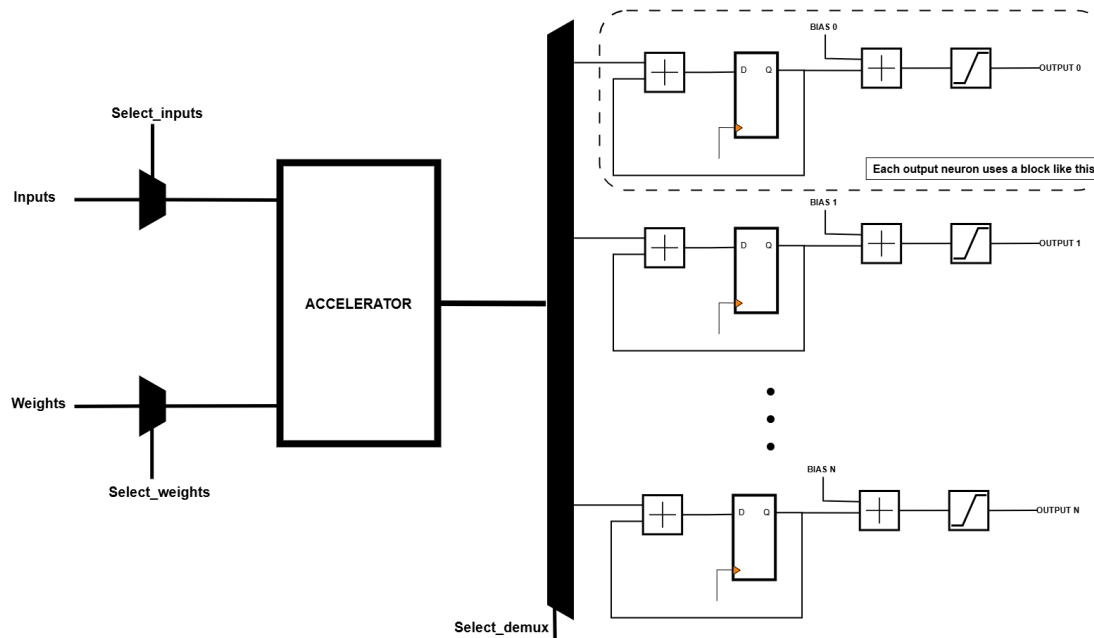 BIAS 0
D Q
OUTPUT 0
Select_inputs
Each output neuron uses a block like this
Inputs
BIAS 1
D Q
OUTPUT 1
ACCELERATOR
Weights
BIAS N
Select_weights
D Q
OUTPUT N
Select_demux